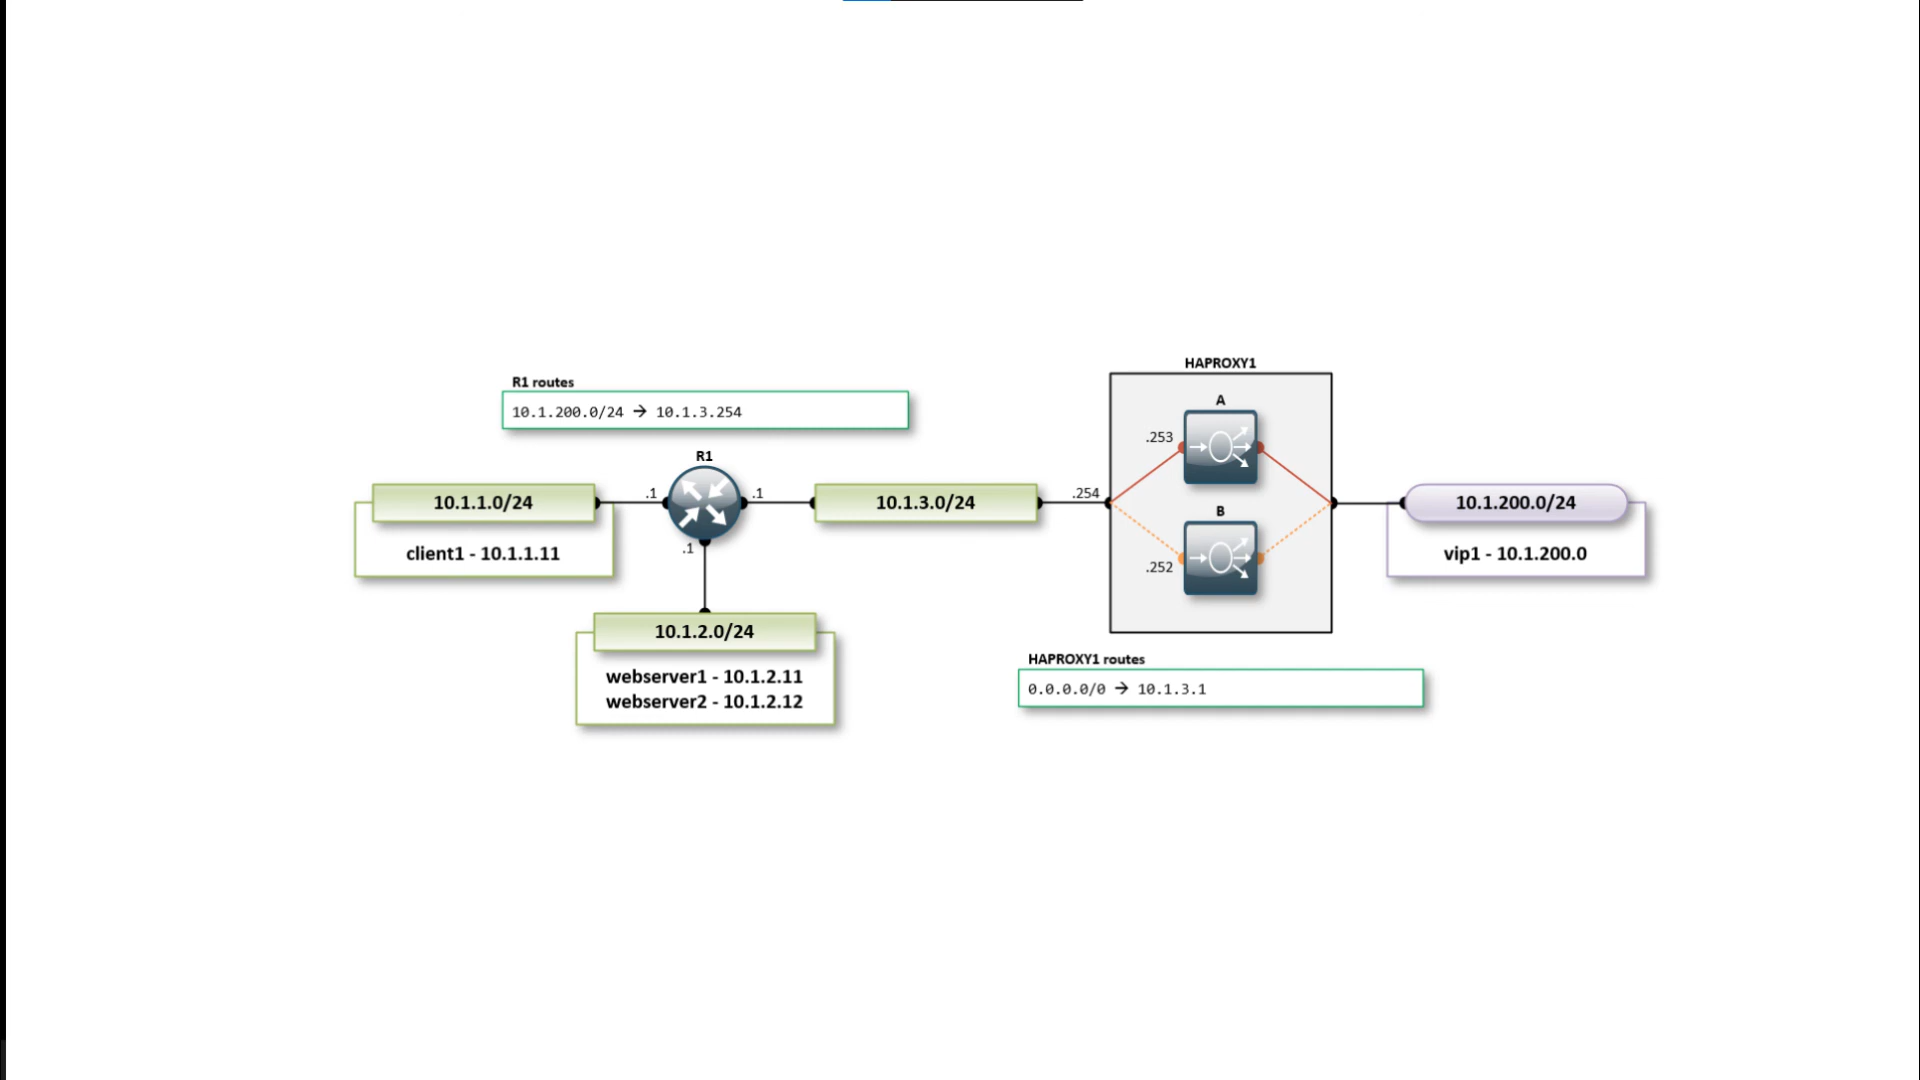 HAPROXY1
R1 routes
10.1.200.0/24 → 10.1.3.254
A
.253
R1
10.1.1.0/24
.1
.1
10.1.3.0/24
.254
10.1.200.0/24
B
client1 - 10.1.1.11
.1
vip1 - 10.1.200.0
.252
10.1.2.0/24
webserver1 - 10.1.2.11
webserver2 - 10.1.2.12
HAPROXY1 routes
0.0.0.0/0 → 10.1.3.1